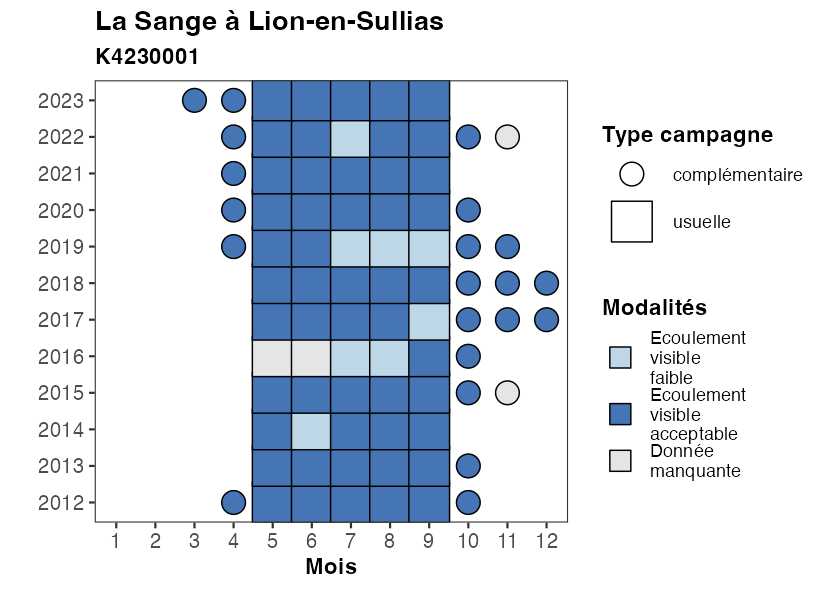 La Sange à Lion-en-Sullias
K4230001
2023
2022
2021
2020
2019
2018
2017
2016
2015
2014
2013
2012
1 2 3 4 5 6 7 8 9 10 11 12
Mois
Type campagne
complémentaire
usuelle
Modalités
Ecoulement
visible
faible
Ecoulement
visible
acceptable
Donnée
manquante